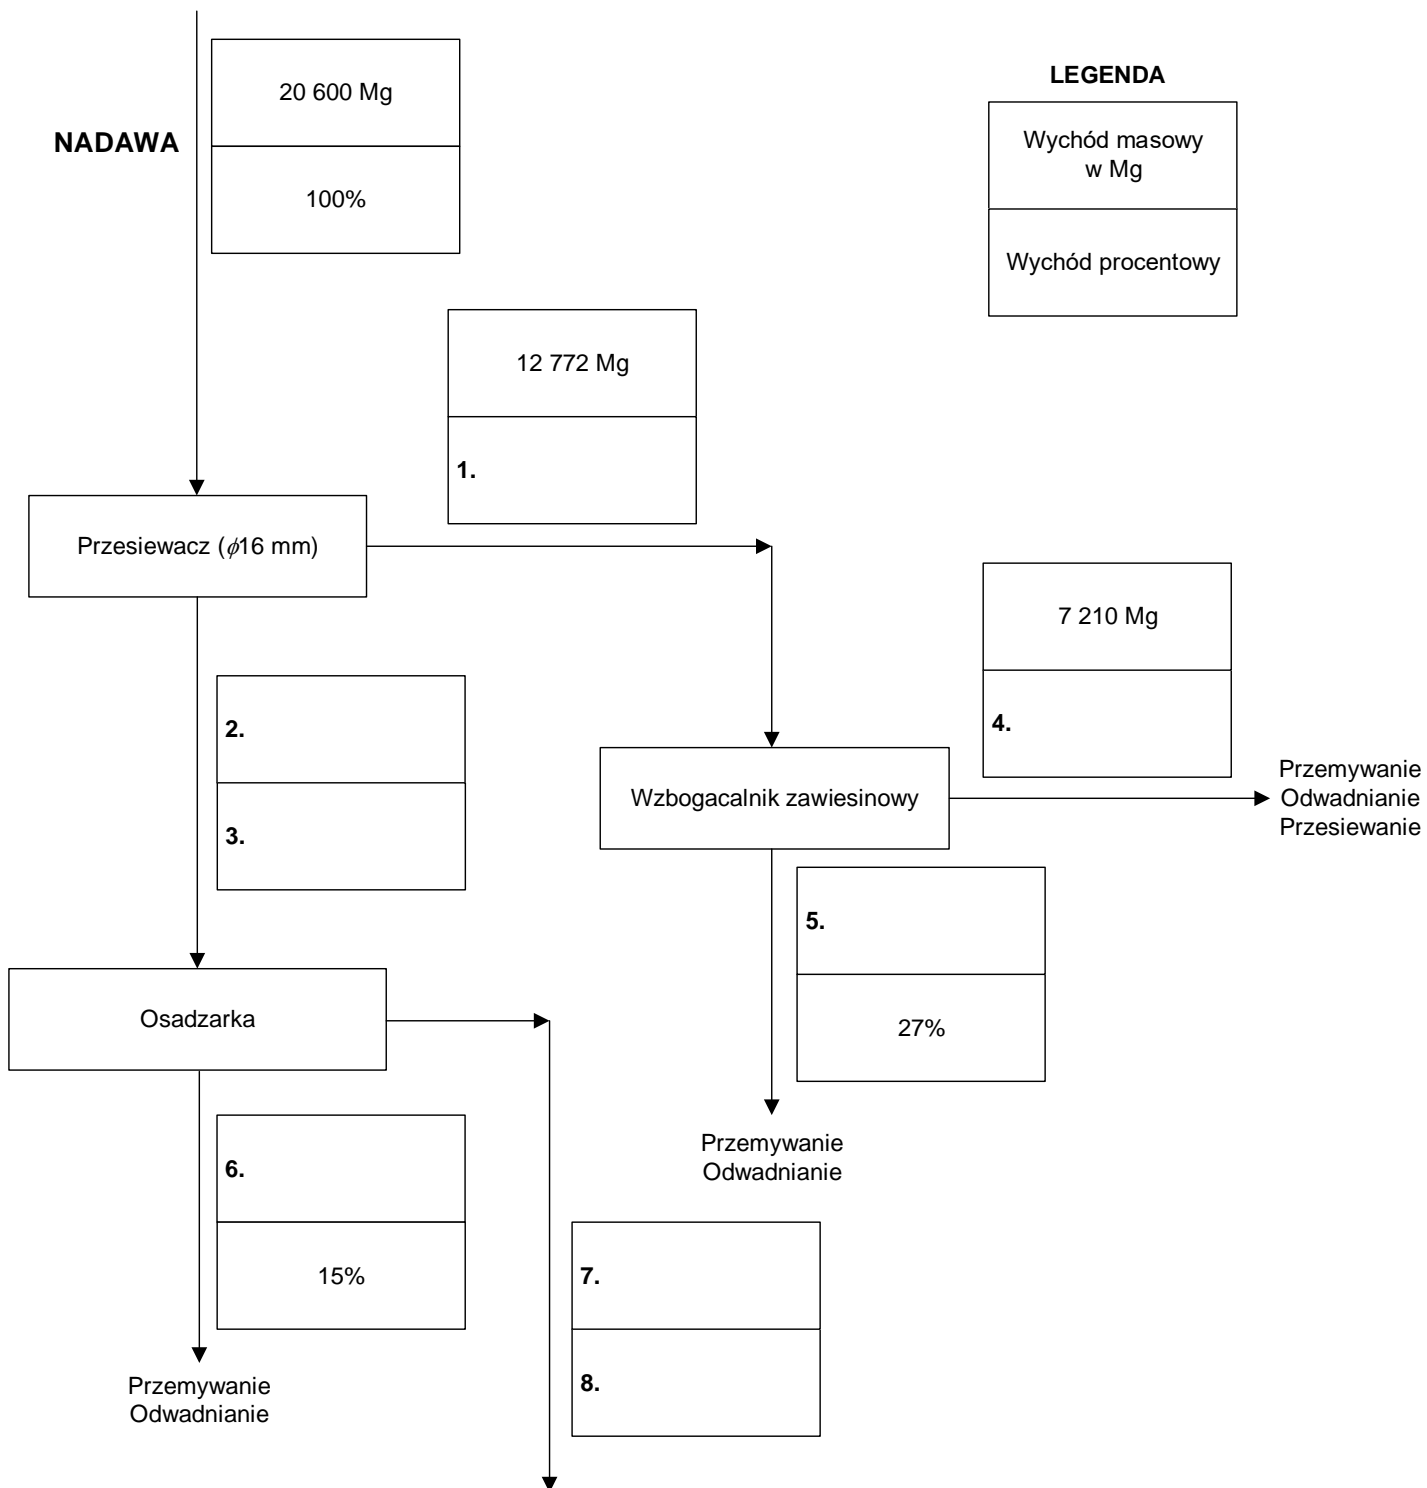 20 600 Mg
LEGENDA
NADAWA
Wychód masowy
w Mg
100%
Wychód procentowy
12 772 Mg
1.
Przesiewacz (ϕ16 mm)
7 210 Mg
2.
4.
Wzbogacalnik zawiesinowy
Przemywanie
Odwadnianie
Przesiewanie
3.
5.
Osadzarka
27%
Przemywanie
Odwadnianie
6.
15%
7.
Przemywanie
Odwadnianie
8.